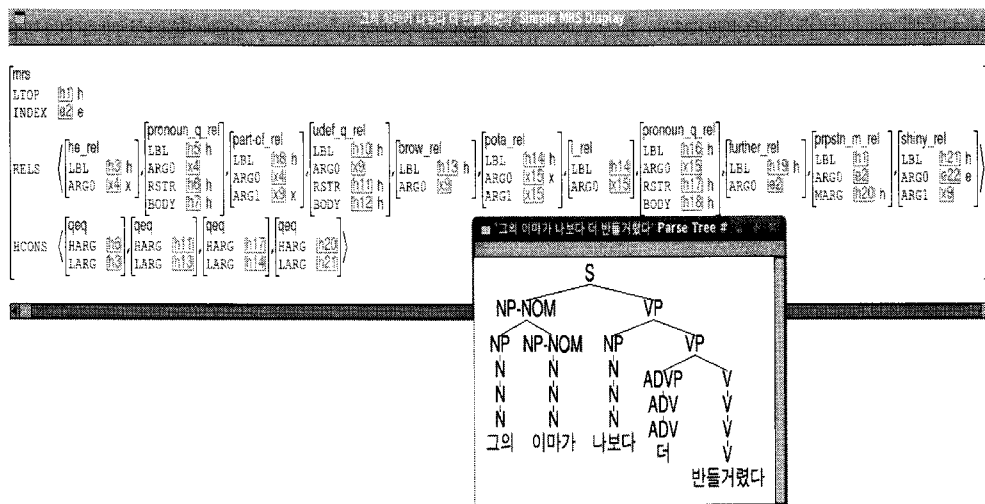 그의 이마가 나보다 더 반들거렸다 Simple MRS Display
mrs
LTOP h1 h
INDEX e2 e
RELS
he_rel
LBL h3 h
ARG0 x4 x
pronoun_q_rel
LBL h5 h
ARG0 x4
RSTR h6 h
BODY h7 h
part-of_rel
LBL h8 h
ARG0 x4
ARG1 x9 x
udef_q_rel
LBL h10 h
ARG0 x9
RSTR h11 h
BODY h12 h
brow_rel
LBL h13 h
ARG0 x9
pota_rel
LBL h14 h
ARG0 x15 x
ARG1 x15
i_rel
LBL h14
ARG0 x15
pronoun_q_rel
LBL h16 h
ARG0 x15
RSTR h17 h
BODY h18 h
further_rel
LBL h19 h
ARG0 e2
prpstn_m_rel
LBL h1
ARG0 e2
MARG h20 h
shiny_rel
LBL h21 h
ARG0 e22 e
ARG1 x9
HCONS
qeq
HARG h6
LARG h3
qeq
HARG h11
LARG h13
qeq
HARG h17
LARG h14
qeq
HARG h20
LARG h21
'그의 이마가 나보다 더 반들거렸다' Parse Tree #
S
NP-NOM VP
NP NP-NOM NP VP
N N N ADVP V
N N N ADV V
N N N ADV V
그의 이마가 나보다 더 V
반들거렸다